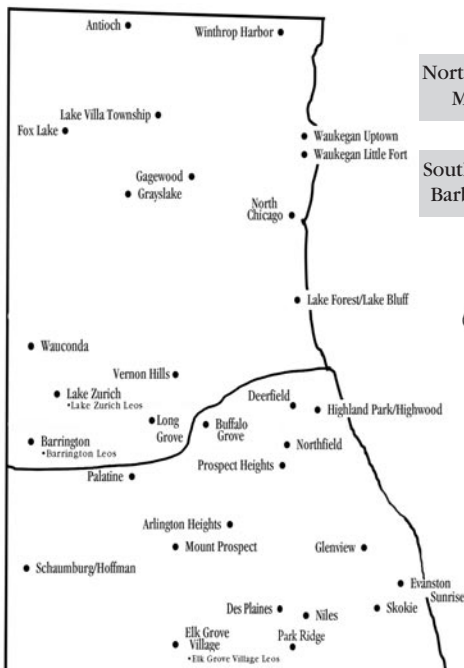 Antioch
Winthrop Harbor
Lake Villa Township
Fox Lake
Waukegan Uptown
Waukegan Little Fort
Gagewood
Grayslake
North
Chicago
Lake Forest/Lake Bluff
Wauconda
Vernon Hills
Lake Zurich
•Lake Zurich Leos
Deerfield
Highland Park/Highwood
Long
Grove
Buffalo
Grove
Barrington
•Barrington Leos
Northfield
Prospect Heights
Palatine
Arlington Heights
Mount Prospect
Glenview
Schaumburg/Hoffman
Evanston
Sunrise
Des Plaines
Niles
Skokie
Elk Grove
Village
•Elk Grove Village Leos
Park Ridge